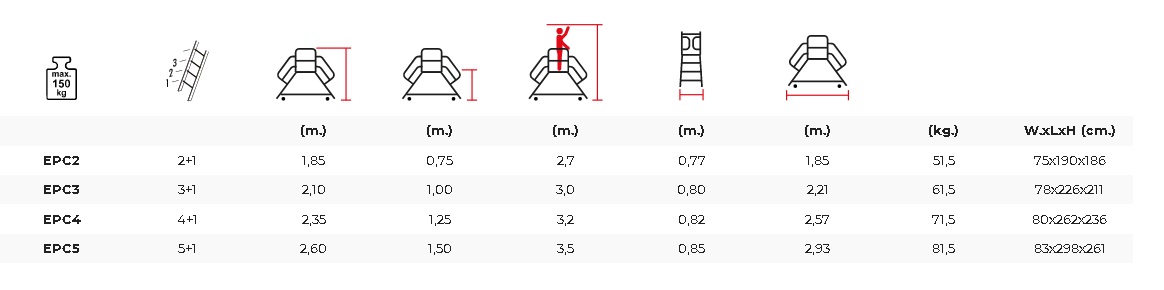 max.
150
kg
3
2
1
(m.) (m.) (m.) (m.) (m.) (kg.) W.xLxH (cm.)
EPC2 2+1 1,85 0,75 2,7 0,77 1,85 51,5 75x190x186
EPC3 3+1 2,10 1,00 3,0 0,80 2,21 61,5 78x226x211
EPC4 4+1 2,35 1,25 3,2 0,82 2,57 71,5 80x262x236
EPC5 5+1 2,60 1,50 3,5 0,85 2,93 81,5 83x298x261